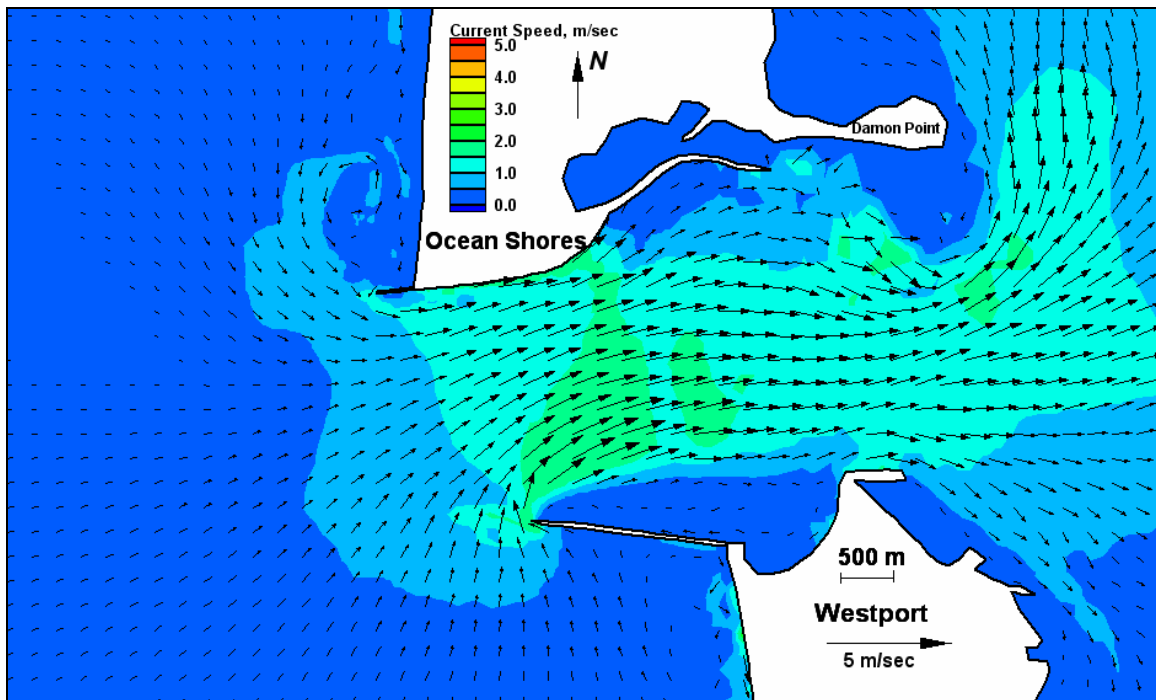 Current Speed, m/sec
5.0
4.0
3.0
2.0
1.0
0.0
N
Damon Point
Ocean Shores
500 m
Westport
5 m/sec